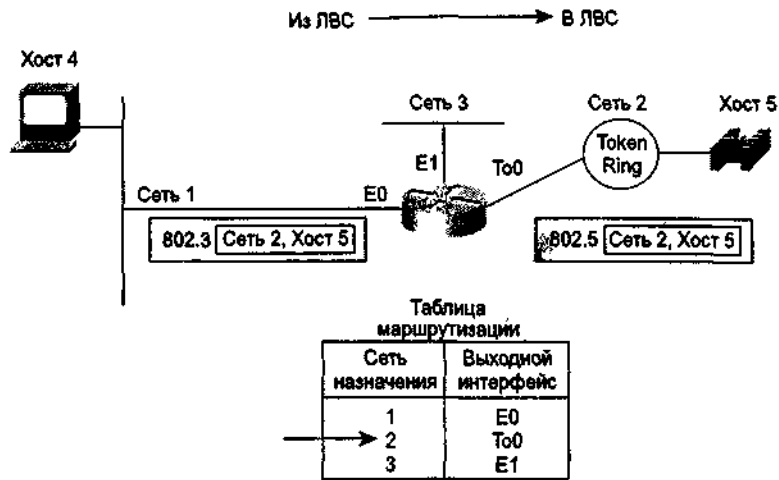 Из ЛВС
В ЛВС
Хост 4
Сеть 3
Сеть 2
Хост 5
Token
Ring
E1
To0
Сеть 1
E0
802.3 Сеть 2, Хост 5
802.5 Сеть 2, Хост 5
Таблица
маршрутизации
Сеть
назначения
Выходной
интерфейс
1 E0
2 To0
3 E1